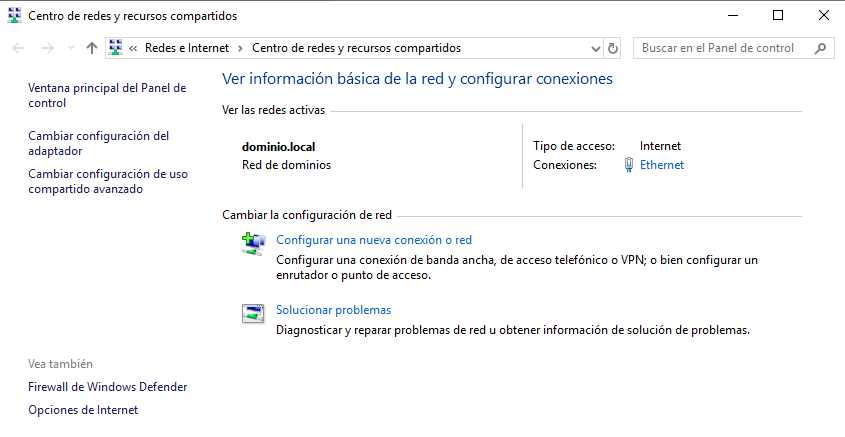 Centro de redes y recursos compartidos
« Redes e Internet > Centro de redes y recursos compartidos
Buscar en el Panel de control
Ventana principal del Panel de
control
Cambiar configuración del
adaptador
Cambiar configuración de uso
compartido avanzado
Ver información básica de la red y configurar conexiones
Ver las redes activas
dominio.local
Red de dominios
Tipo de acceso: Internet
Conexiones: Ethernet
Cambiar la configuración de red
Configurar una nueva conexión o red
Configurar una conexión de banda ancha, de acceso telefónico o VPN; o bien configurar un
enrutador o punto de acceso.
Solucionar problemas
Diagnosticar y reparar problemas de red u obtener información de solución de problemas.
Vea también
Firewall de Windows Defender
Opciones de Internet